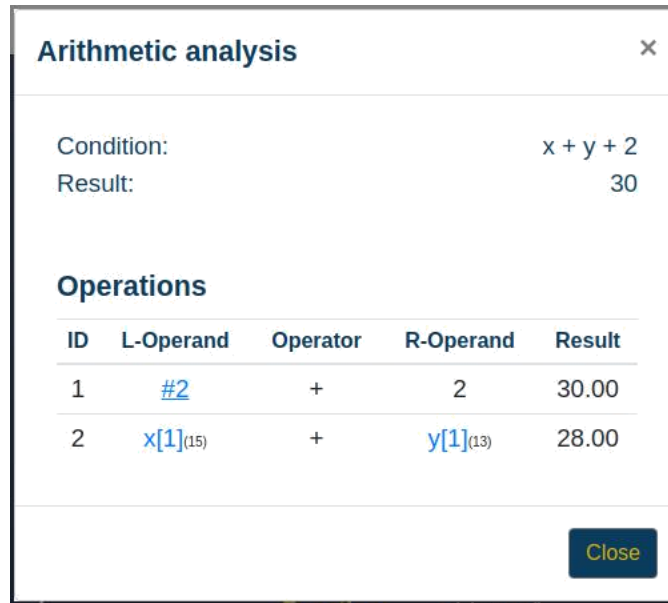 Arithmetic analysis ×
Condition: x + y + 2
Result: 30
Operations
ID L-Operand Operator R-Operand Result
1 #2 + 2 30.00
2 x[1](15) + y[1](13) 28.00
Close